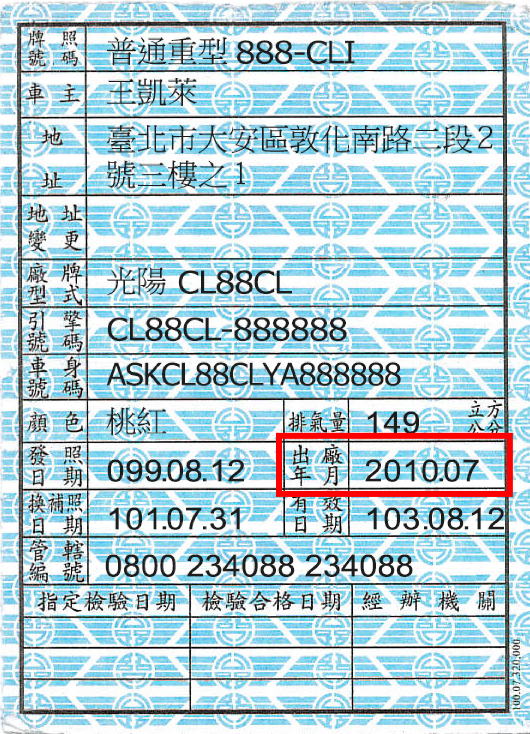 牌照號碼 普通重型 888-CLI
車主 王凱萊
地址 臺北市大安區敦化南路二段2
號三樓之1
地址變更
廠牌型式 光陽 CL88CL
引擎號碼 CL88CL-888888
車身號碼 ASKCL88CLYA888888
顏色 桃紅 排氣量 149 立方公分
發照日期 099.08.12 出廠年月 2010.07
換補照日期 101.07.31 有效日期 103.08.12
管轄編號 0800 234088 234088
指定檢驗日期 檢驗合格日期 經辦機關
100.07.320,000